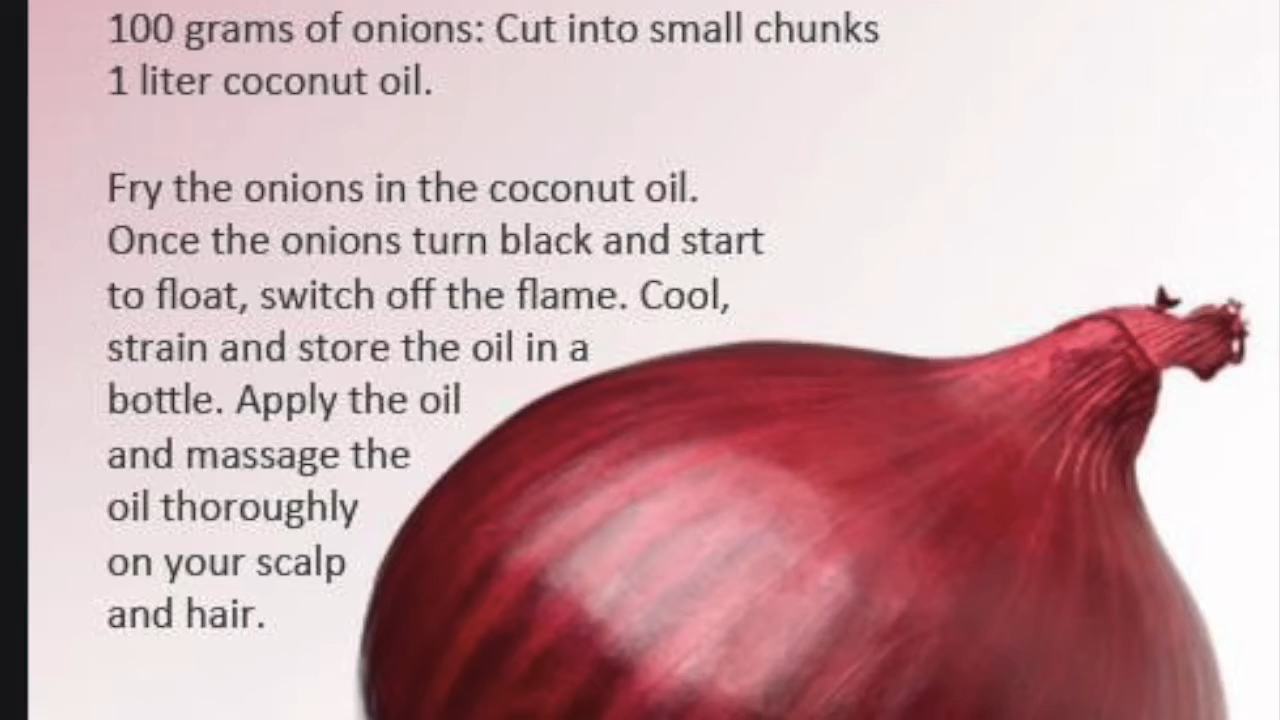 100 grams of onions: Cut into small chunks
1 liter coconut oil.
Fry the onions in the coconut oil.
Once the onions turn black and start
to float, switch off the flame. Cool,
strain and store the oil in a
bottle. Apply the oil
and massage the
oil thoroughly
on your scalp
and hair.